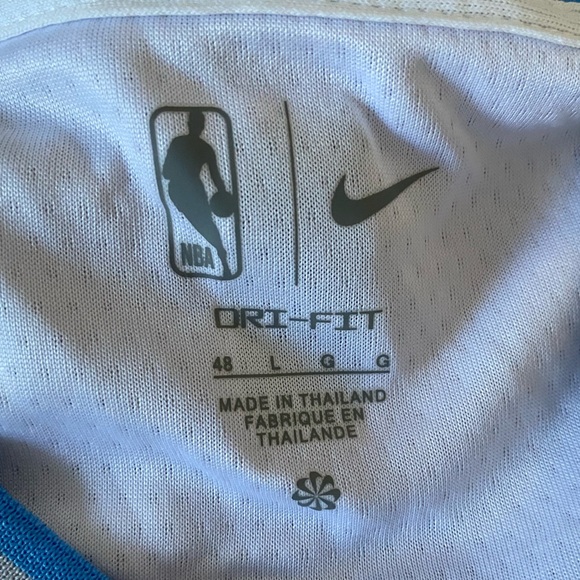 NBA
DRI-FIT
48 L G G
MADE IN THAILAND
FABRIQUE EN
THAILANDE